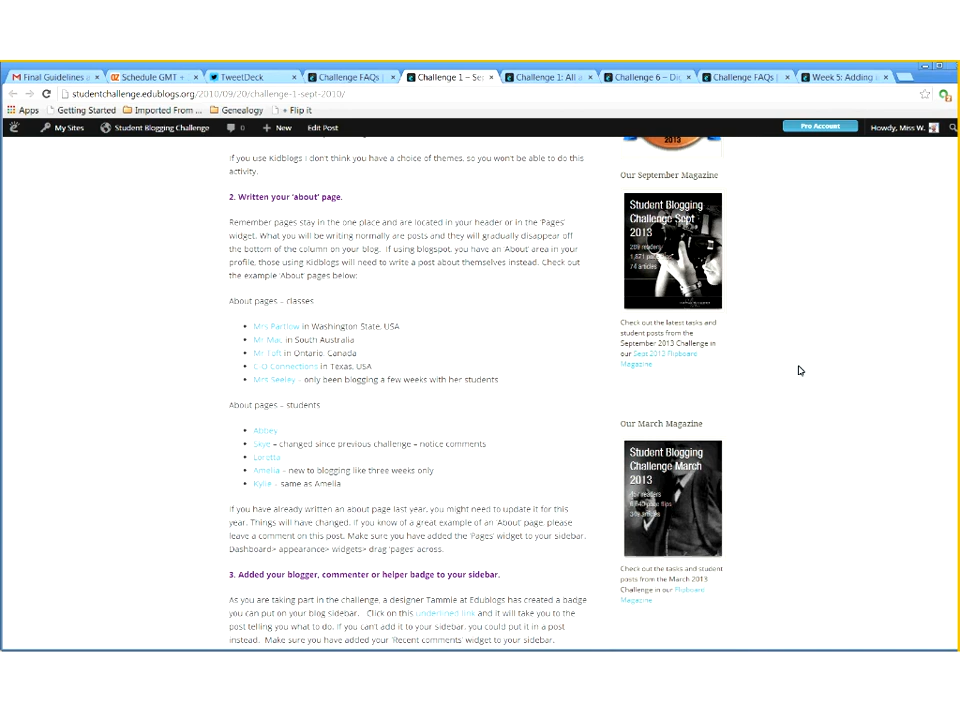 Final Guidelines a
Schedule GMT +
TweetDeck
Challenge FAQs |
Challenge 1 – Se
Challenge 1: All a
Challenge 6 – Di
Challenge FAQs |
Week 5: Adding
studentchallenge.edublogs.org/2010/09/20/challenge-1-sept-2010/
Apps
Getting Started
Imported From ...
Genealogy
+ Flip it
My Sites
Student Blogging Challenge
0
New
Edit Post
Pro Account
Howdy, Miss W.
2013
If you use Kidblogs I don't think you have a choice of themes, so you won't be able to do this
activity.
2. Written your 'about' page.
Remember pages stay in the one place and are located in your header or in the 'Pages'
widget. What you will be writing normally are posts and they will gradually disappear off
the bottom of the column on your blog. If using blogspot, you have an 'About' area in your
profile, those using Kidblogs will need to write a post about themselves instead. Check out
the example 'About' pages below:
About pages – classes
• Mrs Partlow in Washington State, USA
• Mr Mac in South Australia
• Mr Toft in Ontario, Canada
• C O Connections in Texas, USA
• Mrs Seeley – only been blogging a few weeks with her students
About pages – students
• Abbey
• Skye – changed since previous challenge – notice comments
• Loretta
• Amelia – new to blogging like three weeks only
• Kylie – same as Amelia
If you have already written an about page last year, you might need to update it for this
year. Things will have changed. If you know of a great example of an 'About' page, please
leave a comment on this post. Make sure you have added the 'Pages' widget to your sidebar.
Dashboard> appearance> widgets> drag 'pages' across.
3. Added your blogger, commenter or helper badge to your sidebar.
As you are taking part in the challenge, a designer Tammie at Edublogs has created a badge
you can put on your blog sidebar. Click on this underlined link and it will take you to the
post telling you what to do. If you can't add it to your sidebar, you could put it in a post
instead. Make sure you have added your 'Recent comments' widget to your sidebar.
Our September Magazine
Student Blogging
Challenge Sept
2013
289 readers
74 articles
Check out the latest tasks and
student posts from the
September 2013 Challenge in
our Sept 2013 Flipboard
Magazine
Our March Magazine
Student Blogging
Challenge March
2013
readers
page flips
articles
Check out the tasks and student
posts from the March 2013
Challenge in our Flipboard
Magazine